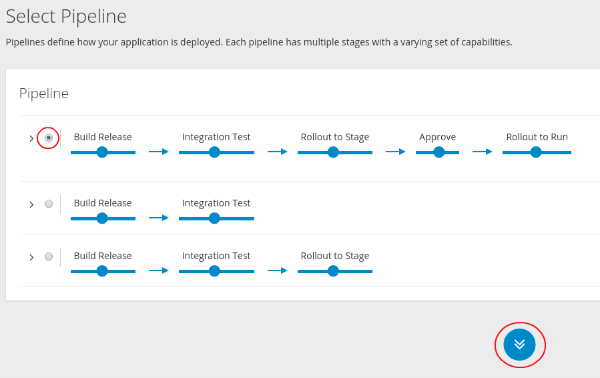 Select Pipeline
Pipelines define how your application is deployed. Each pipeline has multiple stages with a varying set of capabilities.
Pipeline
Build Release Integration Test Rollout to Stage Approve Rollout to Run
Build Release Integration Test
Build Release Integration Test Rollout to Stage